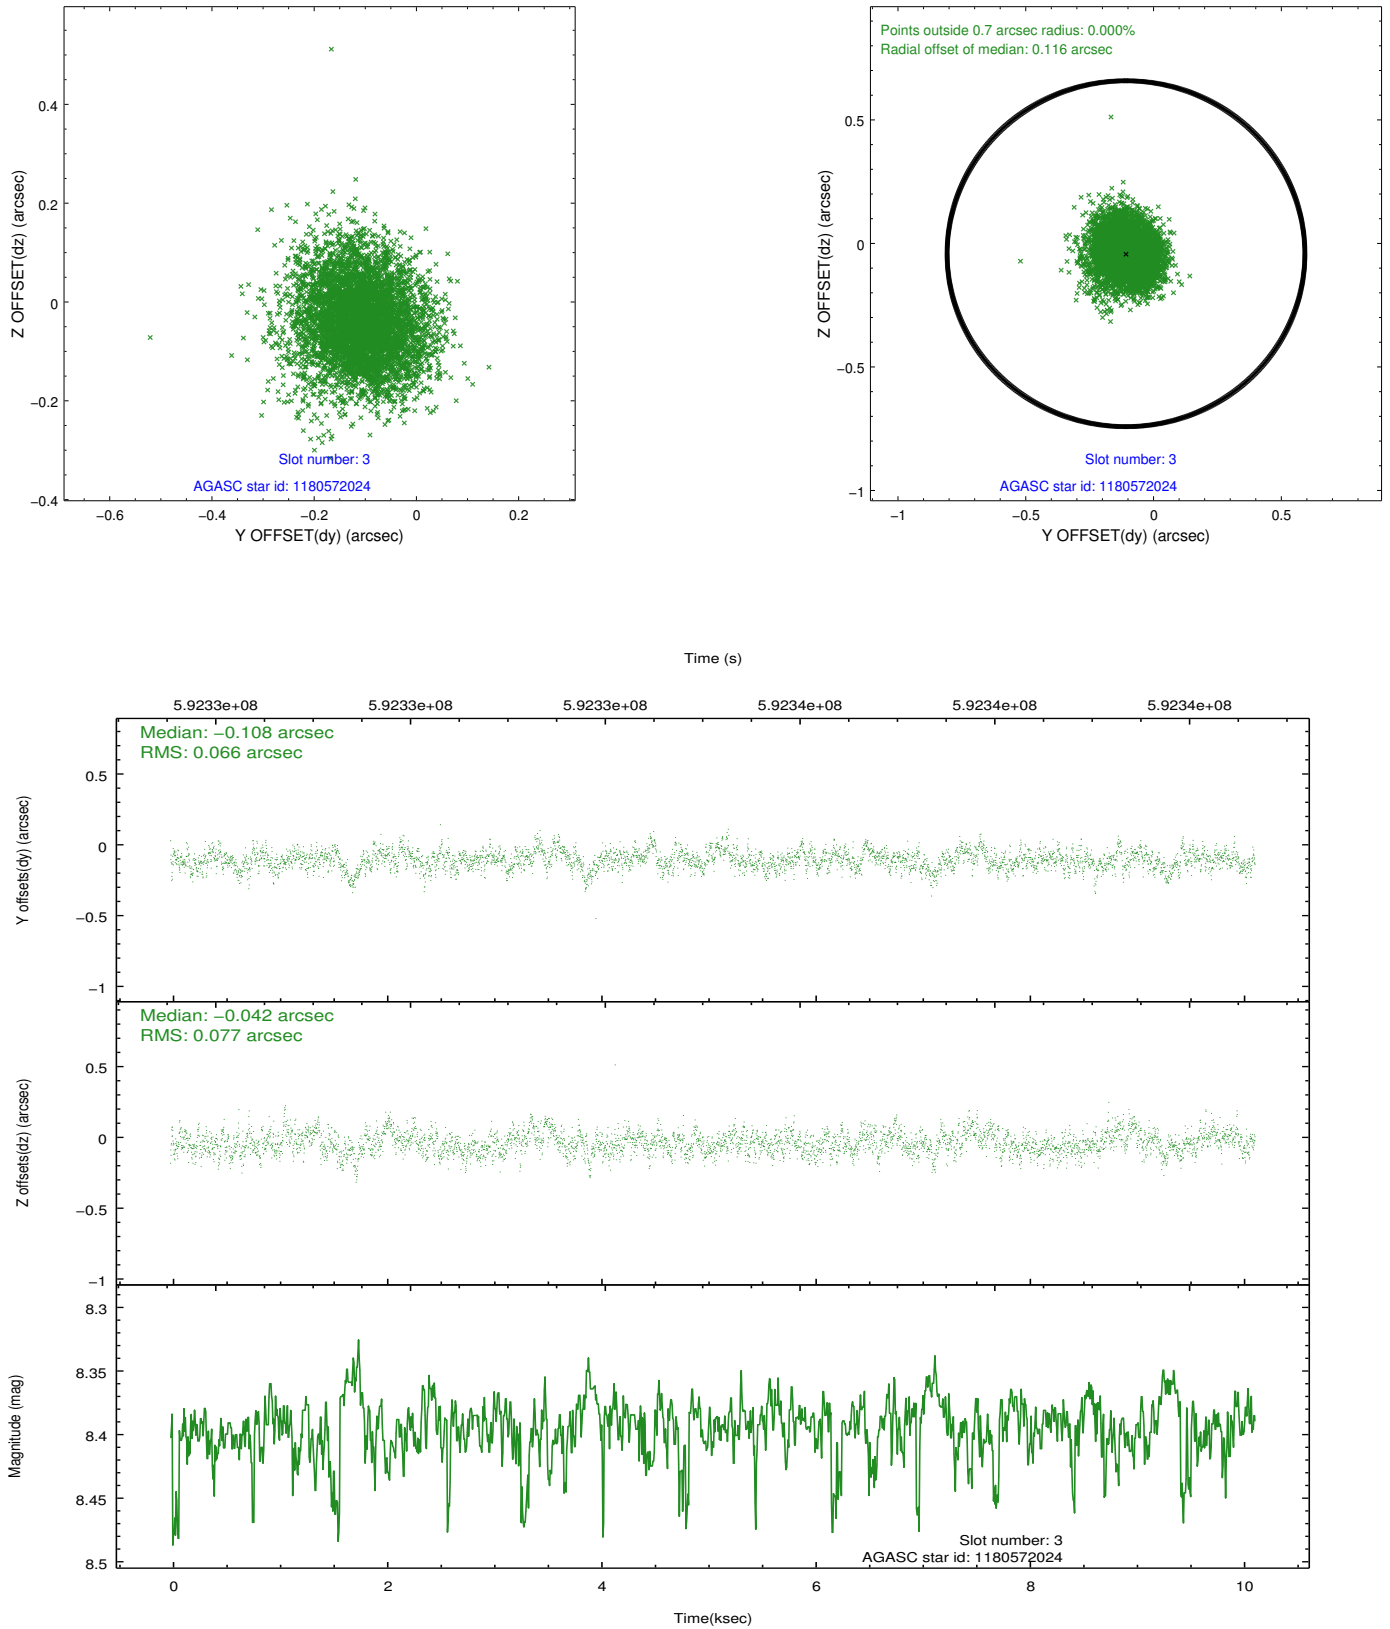 0.4
0.2
0
−0.2
−0.4
Z OFFSET(dz) (arcsec)
Slot number: 3
AGASC star id: 1180572024
−0.6
−0.4
−0.2
0
0.2
Y OFFSET(dy) (arcsec)
Points outside 0.7 arcsec radius: 0.000%
Radial offset of median: 0.116 arcsec
0.5
0
−0.5
−1
Z OFFSET(dz) (arcsec)
Slot number: 3
AGASC star id: 1180572024
−1
−0.5
0
0.5
Y OFFSET(dy) (arcsec)
Time (s)
5.9233e+08
5.9233e+08
5.9233e+08
5.9234e+08
5.9234e+08
5.9234e+08
Median: −0.108 arcsec
RMS: 0.066 arcsec
0.5
0
−0.5
−1
Y offsets(dy) (arcsec)
Median: −0.042 arcsec
RMS: 0.077 arcsec
0.5
0
−0.5
−1
Z offsets(dz) (arcsec)
8.3
8.35
8.4
8.45
8.5
Magnitude (mag)
Slot number: 3
AGASC star id: 1180572024
0
2
4
6
8
10
Time(ksec)